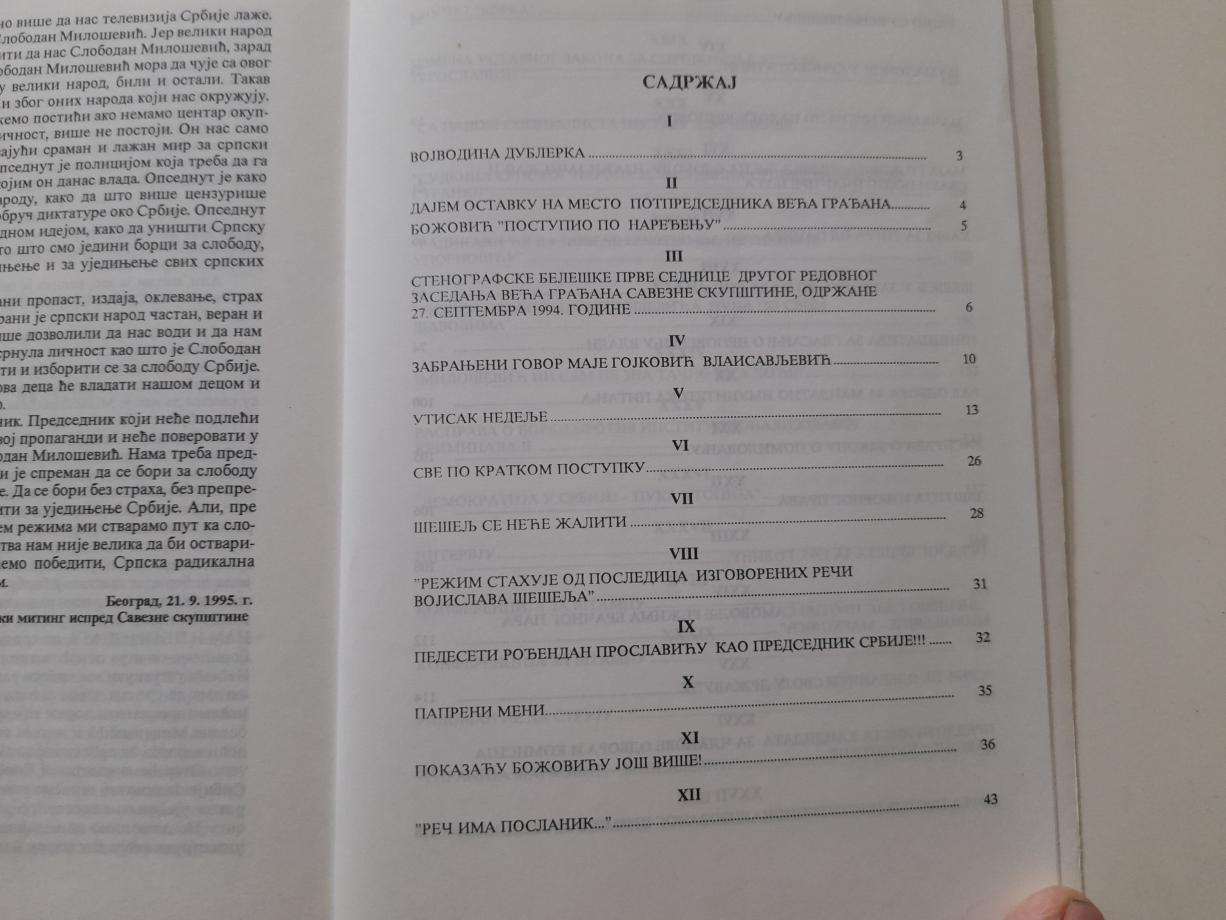 но више да нас телевизија Србије лаже.
Слободан Милошевић. Јер велики народ
ити да нас Слободан Милошевић, зарад
ободан Милошевић мора да чује са овог
у велики народ, били и остали. Такав
и због оних народа који нас окружују.
жемо постићи ако немамо центар окуп-
ичност, више не постоји. Он нас само
ајући сраман и лажан мир за српски
пседнут је полицијом која треба да га
ојим он данас влада. Опседнут је како
ароду, како да што више цензурише
обруч диктатуре око Србије. Опседнут
дном идејом, како да уништи Српску
то што смо једини борци за слободу,
ињење и за уједињење свих српских
ани пропаст, издаја, оклевање, страх
рани је српски народ частан, веран и
ише дозволили да нас води и да нам
ернула личност као што је Слободан
ти и изборити се за слободу Србије.
ова деца ће владати нашом децом и
о.
ник. Председник који неће подлећи
вој пропаганди и неће поверовати у
одан Милошевић. Нама треба пред-
и је спреман да се бори за слободу
е. Да се бори без страха, без препре-
ити за уједињење Србије. Али, пре
ем режима ми стварамо пут ка сло-
тва нам није велика да би оствари-
емо победити, Српска радикална
и.
Београд, 21. 9. 1995. г.
ки митинг испред Савезне скупштине
САДРЖАЈ
I
ВОЈВОДИНА ДУБЛЕРКА ........ 3
II
ДАЈЕМ ОСТАВКУ НА МЕСТО ПОТПРЕДСЕДНИКА ВЕЋА ГРАЂАНА........ 4
БОЖОВИЋ "ПОСТУПИО ПО НАРЕЂЕЊУ" ........ 5
III
СТЕНОГРАФСКЕ БЕЛЕШКЕ ПРВЕ СЕДНИЦЕ ДРУГОГ РЕДОВНОГ
ЗАСЕДАЊА ВЕЋА ГРАЂАНА САВЕЗНЕ СКУПШТИНЕ, ОДРЖАНЕ
27. СЕПТЕМБРА 1994. ГОДИНЕ ........ 6
IV
ЗАБРАЊЕНИ ГОВОР МАЈЕ ГОЈКОВИЋ ВЛАИСАВЉЕВИЋ ........ 10
V
УТИСАК НЕДЕЉЕ ........ 13
VI
СВЕ ПО КРАТКОМ ПОСТУПКУ........ 26
VII
ШЕШЕЉ СЕ НЕЋЕ ЖАЛИТИ ........ 28
VIII
"РЕЖИМ СТАХУЈЕ ОД ПОСЛЕДИЦА ИЗГОВОРЕНИХ РЕЧИ
ВОЈИСЛАВА ШЕШЕЉА"........ 31
IX
ПЕДЕСЕТИ РОЂЕНДАН ПРОСЛАВИЋУ КАО ПРЕДСЕДНИК СРБИЈЕ!!! ....... 32
X
ПАПРЕНИ МЕНИ........ 35
XI
ПОКАЗАЋУ БОЖОВИЋУ ЈОШ ВИШЕ!........ 36
XII
"РЕЧ ИМА ПОСЛАНИК..."........ 43